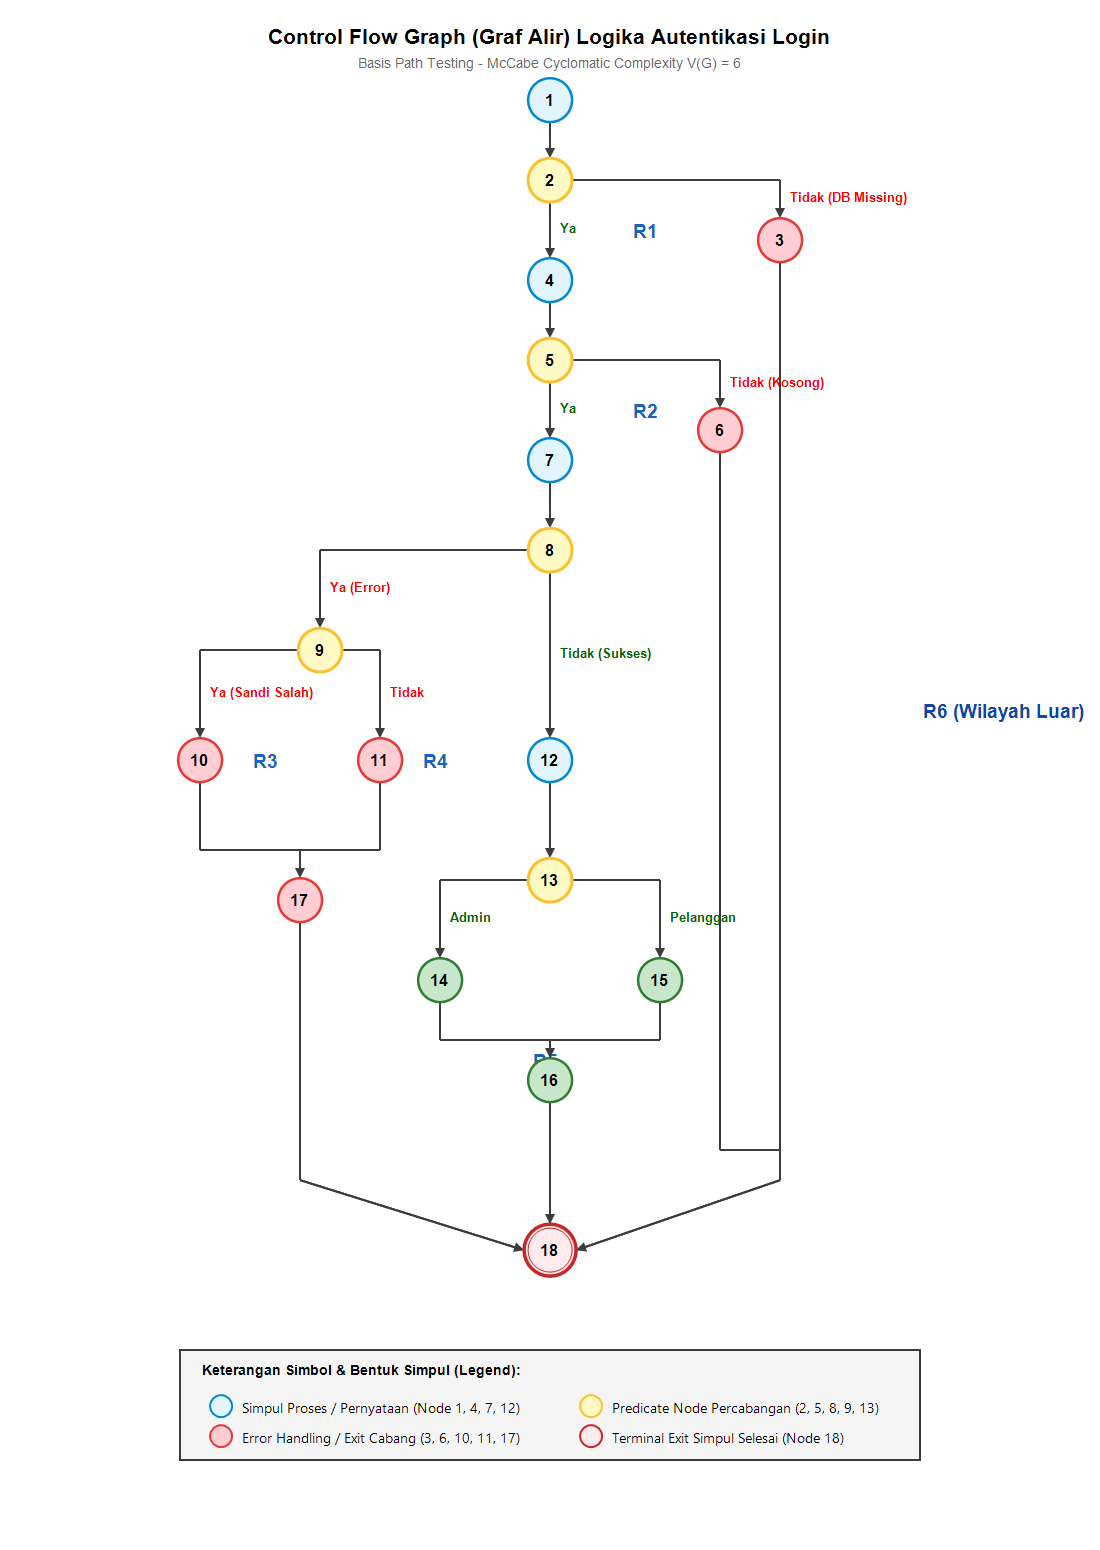 Control Flow Graph (Graf Alir) Logika Autentikasi Login
Basis Path Testing - McCabe Cyclomatic Complexity V(G) = 6
1
2
Tidak (DB Missing)
Ya
R1
3
4
5
Tidak (Kosong)
Ya
R2
6
7
8
Ya (Error)
9
Tidak (Sukses)
Ya (Sandi Salah)
Tidak
R6 (Wilayah Luar)
10
R3
11
R4
12
13
17
Admin
Pelanggan
14
15
16
18
Keterangan Simbol & Bentuk Simpul (Legend):
Simpul Proses / Pernyataan (Node 1, 4, 7, 12)
Predicate Node Percabangan (2, 5, 8, 9, 13)
Error Handling / Exit Cabang (3, 6, 10, 11, 17)
Terminal Exit Simpul Selesai (Node 18)